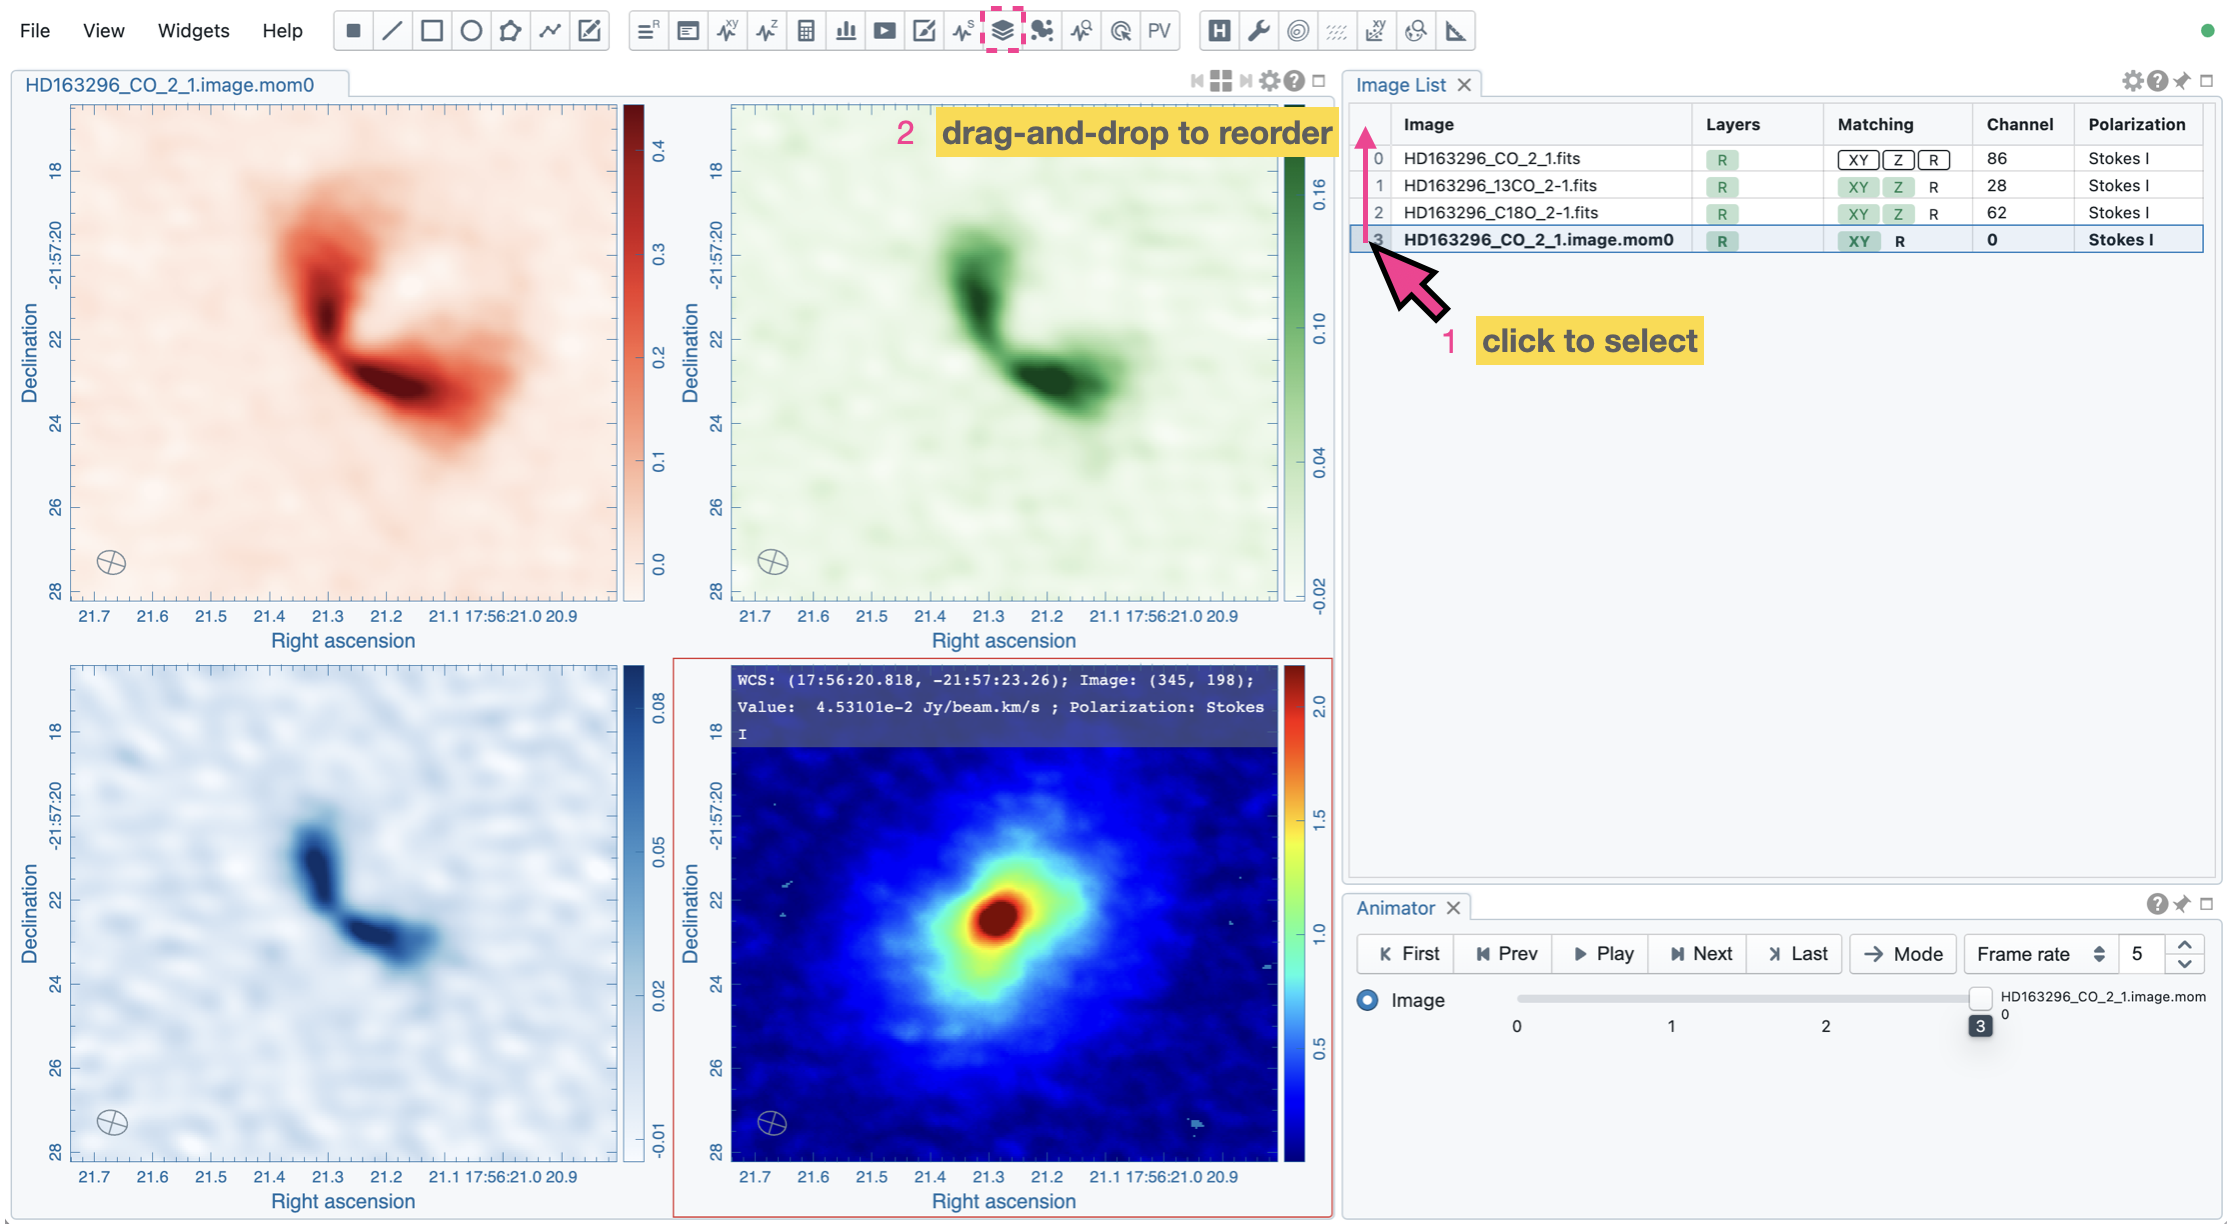 File View Widgets Help
R xy Z S PV H xy
HD163296_CO_2_1.image.mom0
18
-21:57:20
22
24
26
28
Declination
21.7 21.6 21.5 21.4 21.3 21.2 21.1 17:56:21.0 20.9
Right ascension
0.4
0.3
0.2
0.1
0.0
2 drag-and-drop to reorder
18
-21:57:20
22
24
26
28
Declination
21.7 21.6 21.5 21.4 21.3 21.2 21.1 17:56:21.0 20.9
Right ascension
0.16
0.10
0.04
-0.02
18
-21:57:20
22
24
26
28
Declination
21.7 21.6 21.5 21.4 21.3 21.2 21.1 17:56:21.0 20.9
Right ascension
0.08
0.05
0.02
-0.01
WCS: (17:56:20.818, -21:57:23.26); Image: (345, 198);
Value: 4.53101e-2 Jy/beam.km/s ; Polarization: Stokes
I
18
-21:57:20
22
24
26
28
Declination
21.7 21.6 21.5 21.4 21.3 21.2 21.1 17:56:21.0 20.9
Right ascension
2.0
1.5
1.0
0.5
Image List
Image Layers Matching Channel Polarization
0 HD163296_CO_2_1.fits R XY Z R 86 Stokes I
1 HD163296_13CO_2-1.fits R XY Z R 28 Stokes I
2 HD163296_C18O_2-1.fits R XY Z R 62 Stokes I
3 HD163296_CO_2_1.image.mom0 R XY R 0 Stokes I
1 click to select
Animator
First Prev Play Next Last Mode Frame rate 5
Image
HD163296_CO_2_1.image.mom
0
0 1 2 3